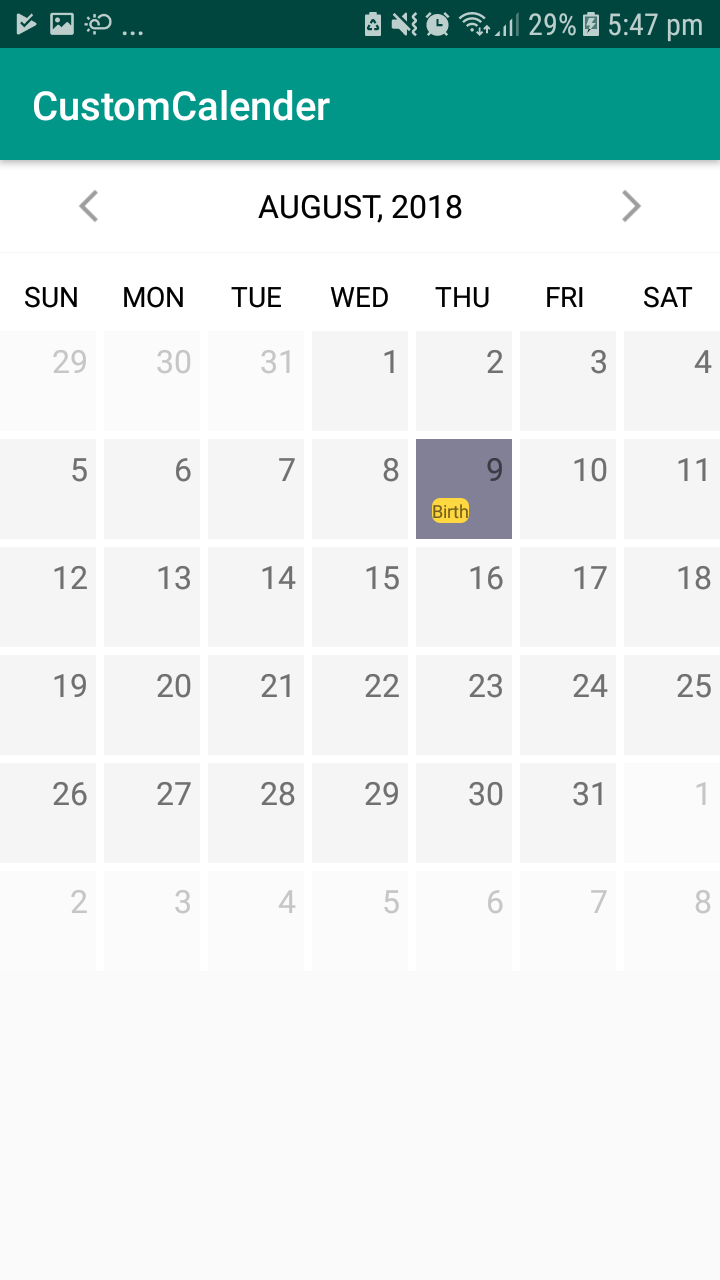 ... 29% 5:47 pm
CustomCalender
AUGUST, 2018
SUN MON TUE WED THU FRI SAT
29 30 31 1 2 3 4
5 6 7 8 9 10 11
Birth
12 13 14 15 16 17 18
19 20 21 22 23 24 25
26 27 28 29 30 31 1
2 3 4 5 6 7 8